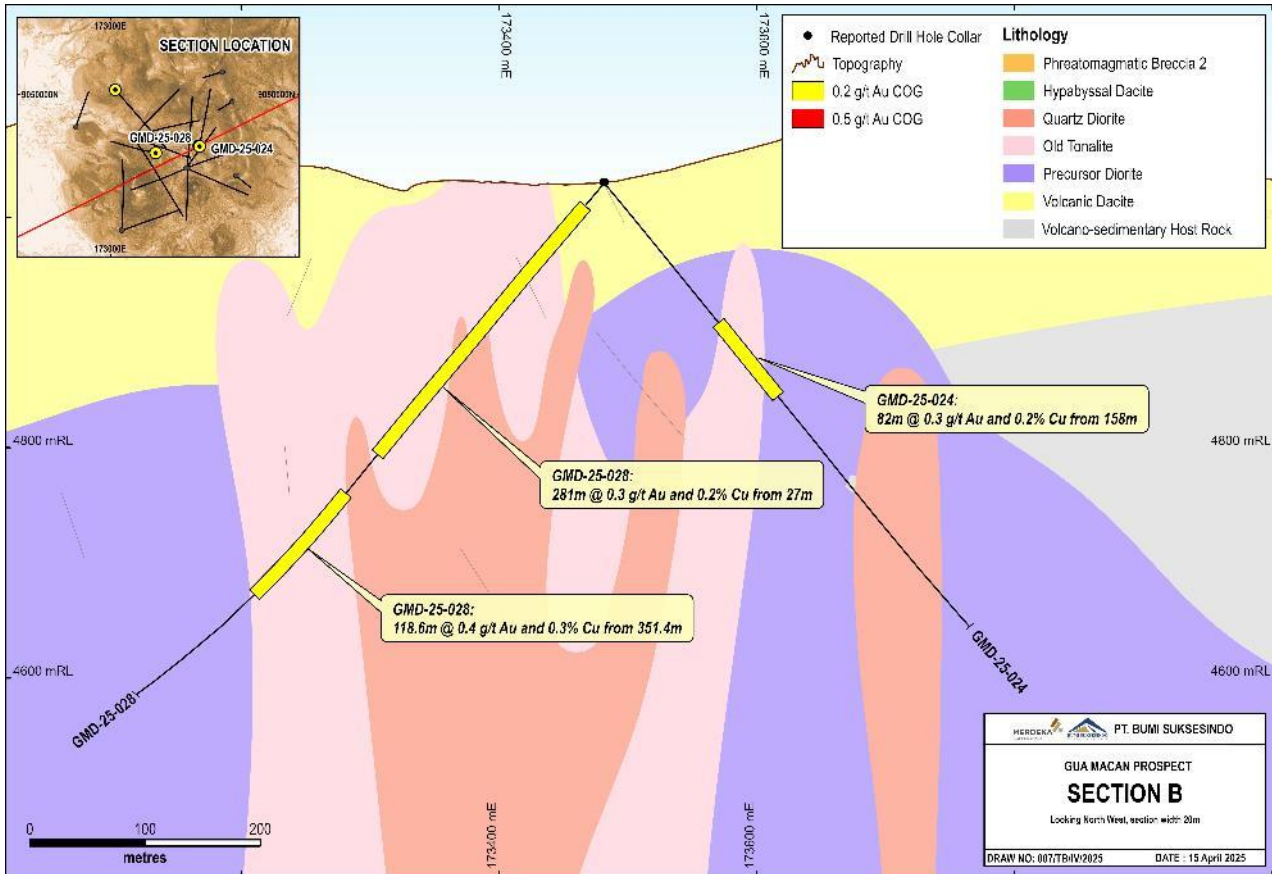 173000E
SECTION LOCATION
9050000N
9050000N
GMD-25-028
GMD-25-024
173000E
173400 mE
173600 mE
Reported Drill Hole Collar
Topography
0.2 g/t Au COG
0.5 g/t Au COG
Lithology
Phreatomagmatic Breccia 2
Hypabyssal Dacite
Quartz Diorite
Old Tonalite
Precursor Diorite
Volcanic Dacite
Volcano-sedimentary Host Rock
GMD-25-024:
82m @ 0.3 g/t Au and 0.2% Cu from 158m
4800 mRL
4800 mRL
GMD-25-028:
281m @ 0.3 g/t Au and 0.2% Cu from 27m
GMD-25-028:
118.6m @ 0.4 g/t Au and 0.3% Cu from 351.4m
4600 mRL
4600 mRL
GMD-25-028
GMD-25-024
0 100 200
metres
173400 mE
173600 mE
MERDEKA
PT. BUMI SUKSESINDO
GUA MACAN PROSPECT
SECTION B
Looking North West, section width 20m
DRAW NO: 007/TB/IV/2025 DATE : 15 April 2025